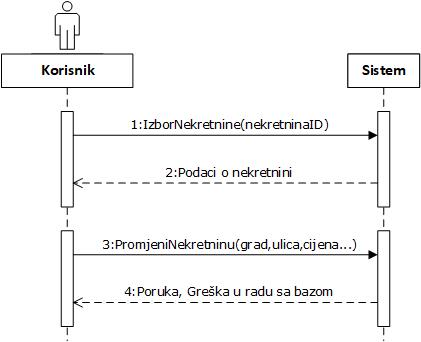 Korisnik
Sistem
1:IzborNekretnine(nekretninaID)
2:Podaci o nekretnini
3:PromjeniNekretninu(grad,ulica,cijena...)
4:Poruka, Greška u radu sa bazom